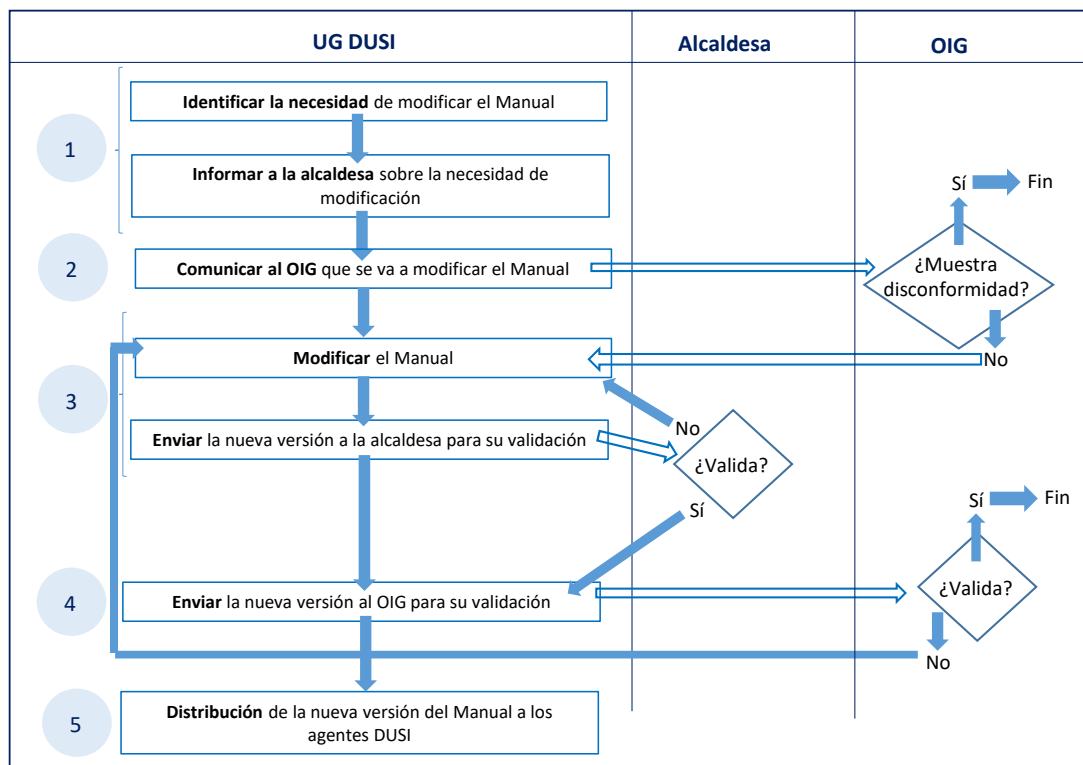 UG DUSI
Alcaldesa
OIG
1
Identificar la necesidad de modificar el Manual
Informar a la alcaldesa sobre la necesidad de
modificación
Sí
Fin
2
Comunicar al OIG que se va a modificar el Manual
¿Muestra
disconformidad?
No
3
Modificar el Manual
Enviar la nueva versión a la alcaldesa para su validación
No
¿Valida?
Sí
Sí
Fin
4
Enviar la nueva versión al OIG para su validación
¿Valida?
No
5
Distribución de la nueva versión del Manual a los
agentes DUSI